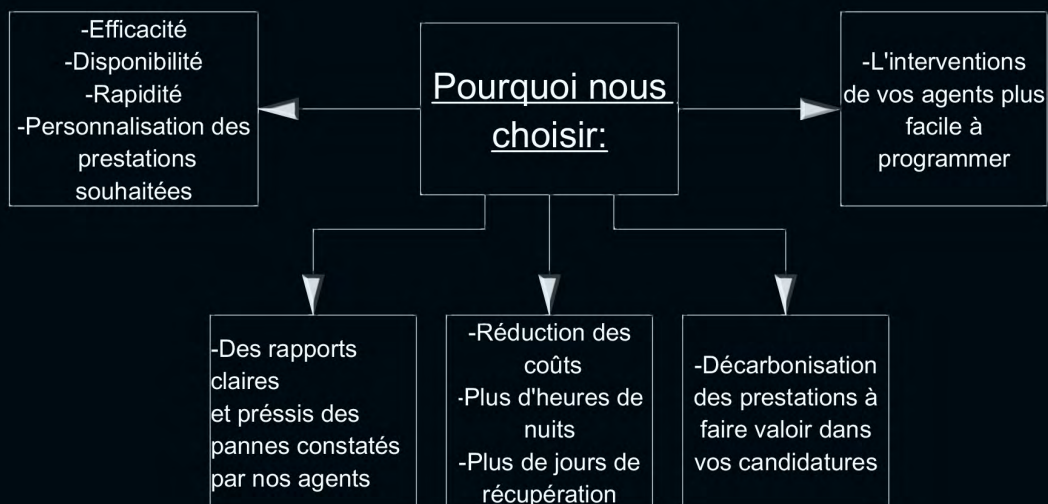 -Efficacité
-Disponibilité
-Rapidité
-Personnalisation des
prestations
souhaitées
Pourquoi nous
choisir:
-L'interventions
de vos agents plus
facile à
programmer
-Des rapports
claires
et préssis des
pannes constatés
par nos agents
-Réduction des
coûts
-Plus d'heures de
nuits
-Plus de jours de
récupération
-Décarbonisation
des prestations à
faire valoir dans
vos candidatures